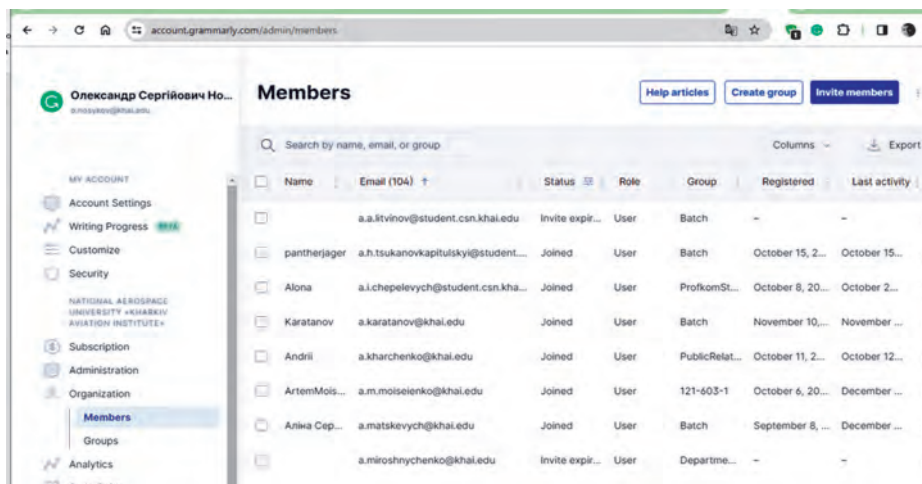 account.grammarly.com/admin/members
Олександр Сергійович Но...
a.nosykov@khai.edu
Members
Help articles
Create group
Invite members
Search by name, email, or group
Columns
Export
MY ACCOUNT
Account Settings
Writing Progress BETA
Customize
Security
NATIONAL AEROSPACE
UNIVERSITY «KHARKIV
AVIATION INSTITUTE»
Subscription
Administration
Organization
Members
Groups
Analytics
Name Email (104) ↑ Status Role Group Registered Last activity
a.a.litvinov@student.csn.khai.edu Invite expir... User Batch – –
pantherjager a.h.tsukanovkapitulskyi@student.... Joined User Batch October 15, 2... October 15...
Alona a.i.chepelevych@student.csn.kha... Joined User ProfkomSt... October 8, 20... October 2...
Karatanov a.karatanov@khai.edu Joined User Batch November 10,... November ...
Andrii a.kharchenko@khai.edu Joined User PublicRelat... October 11, 2... October 12...
ArtemMois... a.m.moiseienko@khai.edu Joined User 121-603-1 October 6, 20... December ...
Аліна Сер... a.matskevych@khai.edu Joined User Batch September 8, ... December ...
a.miroshnychenko@khai.edu Invite expir... User Departme... – –